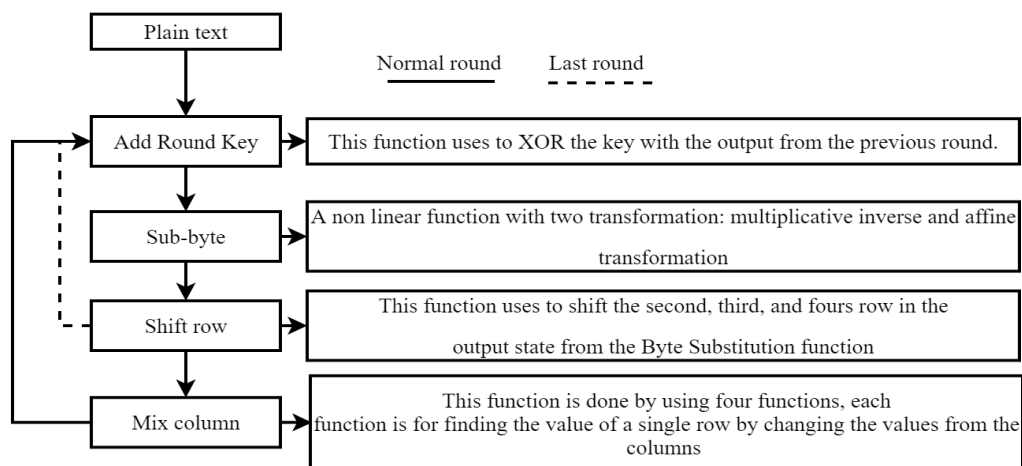 Plain text
Normal round
Last round
Add Round Key
This function uses to XOR the key with the output from the previous round.
Sub-byte
A non linear function with two transformation: multiplicative inverse and affine
transformation
Shift row
This function uses to shift the second, third, and fours row in the
output state from the Byte Substitution function
Mix column
This function is done by using four functions, each
function is for finding the value of a single row by changing the values from the
columns